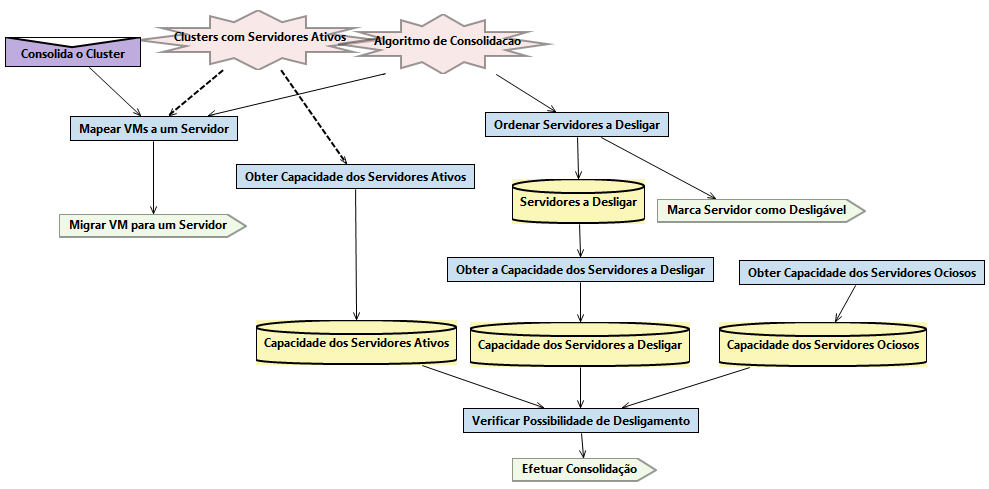 Clusters com Servidores Ativos
Algoritmo de Consolidacao
Consolida o Cluster
Mapear VMs a um Servidor
Ordenar Servidores a Desligar
Obter Capacidade dos Servidores Ativos
Servidores a Desligar
Marca Servidor como Desligável
Migrar VM para um Servidor
Obter a Capacidade dos Servidores a Desligar
Obter Capacidade dos Servidores Ociosos
Capacidade dos Servidores Ativos
Capacidade dos Servidores a Desligar
Capacidade dos Servidores Ociosos
Verificar Possibilidade de Desligamento
Efetuar Consolidação